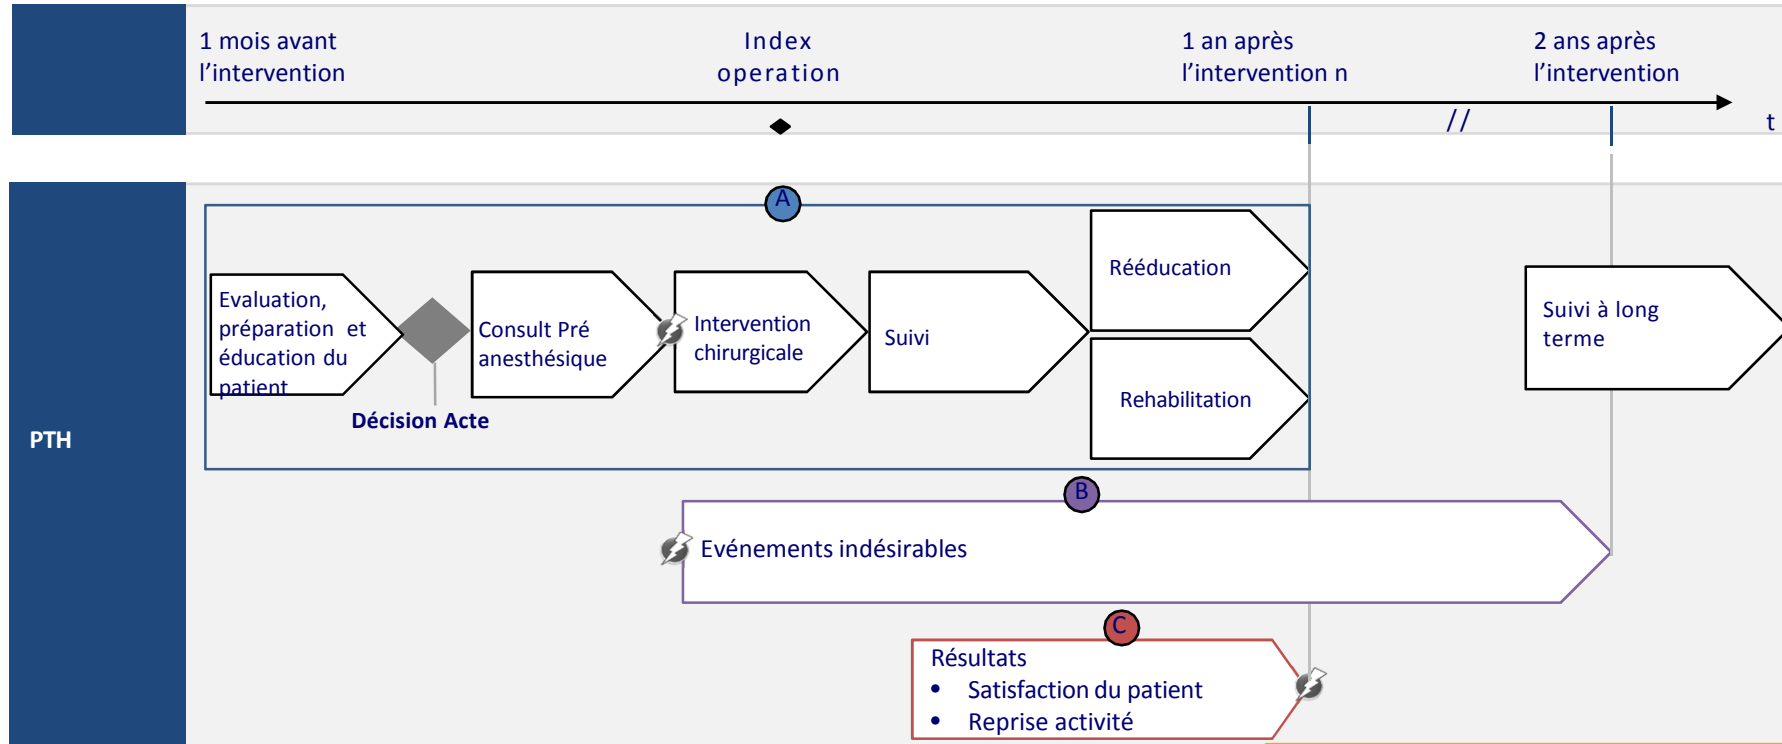 1 mois avant
l’intervention
Index
operation
1 an après
l’intervention n
2 ans après
l’intervention
//
t
A
Evaluation,
préparation et
éducation du
patient
Décision Acte
Consult Pré
anesthésique
Intervention
chirurgicale
Suivi
Rééducation
Rehabilitation
Suivi à long
terme
PTH
B
Evénements indésirables
C
Résultats
• Satisfaction du patient
• Reprise activité